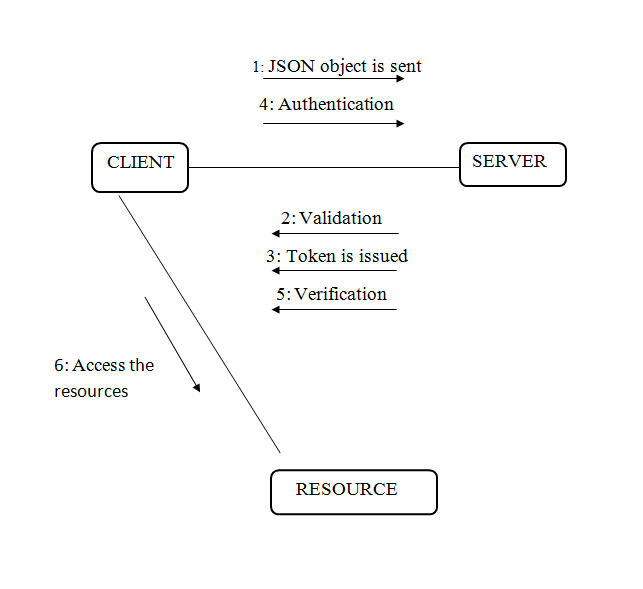 1: JSON object is sent
4: Authentication
CLIENT
SERVER
2: Validation
3: Token is issued
5: Verification
6: Access the
resources
RESOURCE